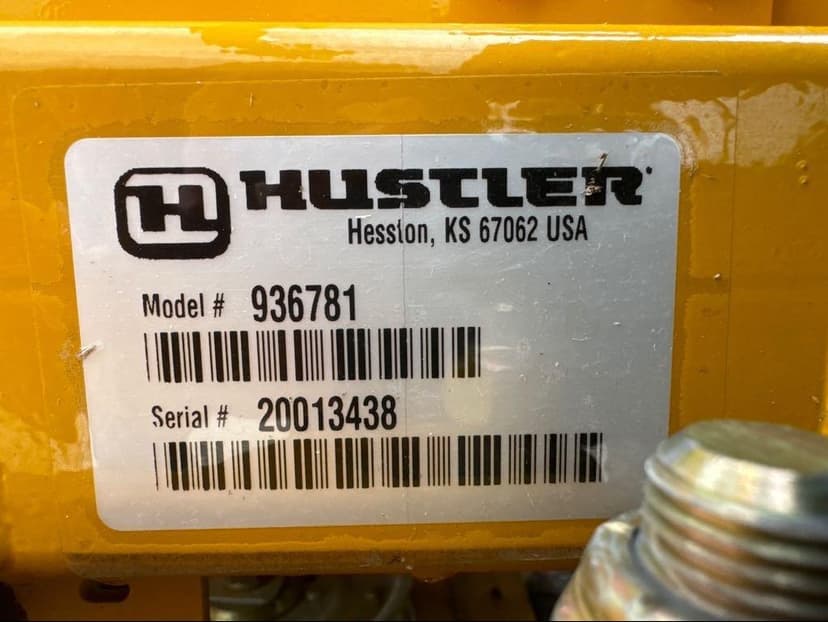 H HUSTLER
Hesston, KS 67062 USA
Model # 936781
Serial # 20013438